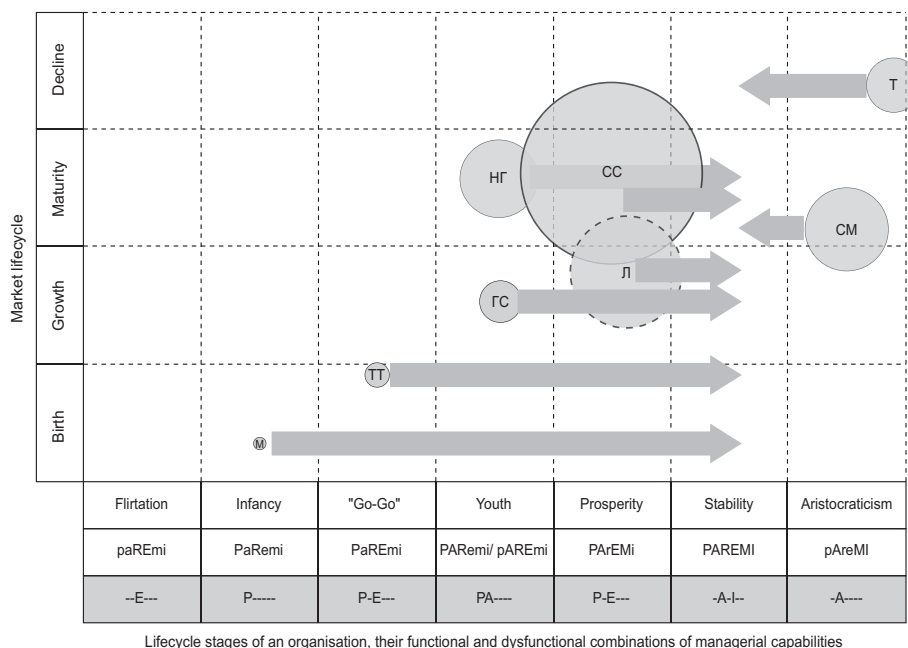 Market lifecycle
Decline
Maturity
Growth
Birth
Т
НГ
СС
СМ
Л
ГС
ТТ
М
Flirtation
Infancy
"Go-Go"
Youth
Prosperity
Stability
Aristocraticism
paREmi
PaRemi
PaREmi
PARemi/ pAREmi
PArEMi
PAREMI
pAreMI
--E---
P-----
P-E---
PA----
P-E---
-A-I--
-A----
Lifecycle stages of an organisation, their functional and dysfunctional combinations of managerial capabilities